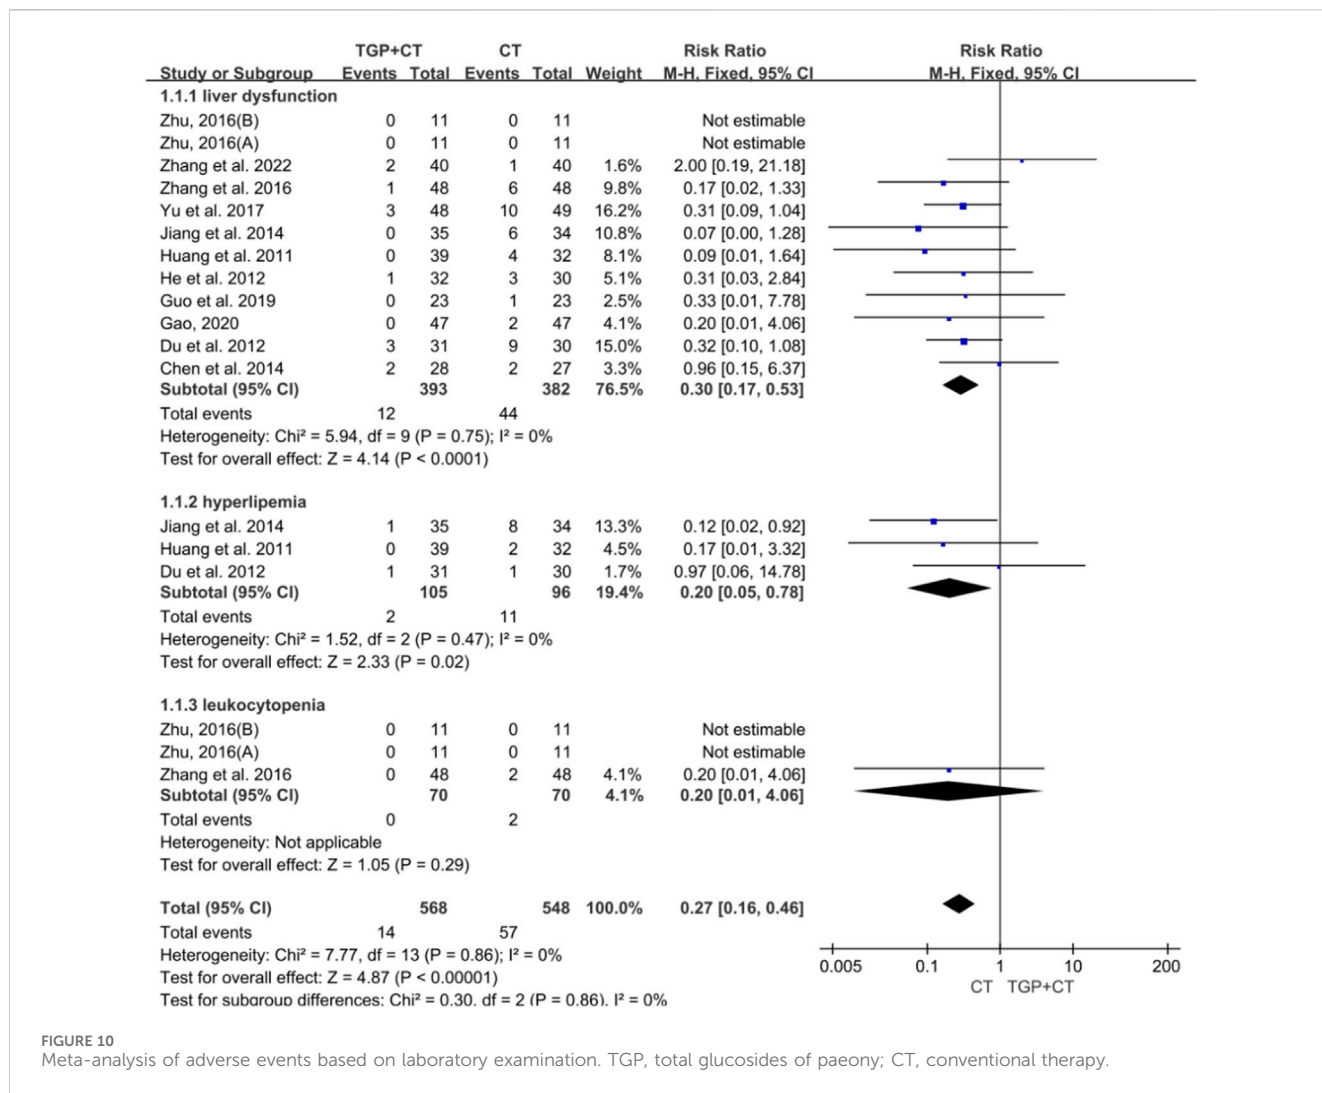 TGP+CT CT Risk Ratio Risk Ratio
Study or Subgroup Events Total Events Total Weight M-H, Fixed, 95% CI M-H, Fixed, 95% CI
1.1.1 liver dysfunction
Zhu, 2016(B) 0 11 0 11 Not estimable
Zhu, 2016(A) 0 11 0 11 Not estimable
Zhang et al. 2022 2 40 1 40 1.6% 2.00 [0.19, 21.18]
Zhang et al. 2016 1 48 6 48 9.8% 0.17 [0.02, 1.33]
Yu et al. 2017 3 48 10 49 16.2% 0.31 [0.09, 1.04]
Jiang et al. 2014 0 35 6 34 10.8% 0.07 [0.00, 1.28]
Huang et al. 2011 0 39 4 32 8.1% 0.09 [0.01, 1.64]
He et al. 2012 1 32 3 30 5.1% 0.31 [0.03, 2.84]
Guo et al. 2019 0 23 1 23 2.5% 0.33 [0.01, 7.78]
Gao, 2020 0 47 2 47 4.1% 0.20 [0.01, 4.06]
Du et al. 2012 3 31 9 30 15.0% 0.32 [0.10, 1.08]
Chen et al. 2014 2 28 2 27 3.3% 0.96 [0.15, 6.37]
Subtotal (95% CI) 393 382 76.5% 0.30 [0.17, 0.53]
Total events 12 44
Heterogeneity: Chi² = 5.94, df = 9 (P = 0.75); I² = 0%
Test for overall effect: Z = 4.14 (P < 0.0001)
1.1.2 hyperlipemia
Jiang et al. 2014 1 35 8 34 13.3% 0.12 [0.02, 0.92]
Huang et al. 2011 0 39 2 32 4.5% 0.17 [0.01, 3.32]
Du et al. 2012 1 31 1 30 1.7% 0.97 [0.06, 14.78]
Subtotal (95% CI) 105 96 19.4% 0.20 [0.05, 0.78]
Total events 2 11
Heterogeneity: Chi² = 1.52, df = 2 (P = 0.47); I² = 0%
Test for overall effect: Z = 2.33 (P = 0.02)
1.1.3 leukocytopenia
Zhu, 2016(B) 0 11 0 11 Not estimable
Zhu, 2016(A) 0 11 0 11 Not estimable
Zhang et al. 2016 0 48 2 48 4.1% 0.20 [0.01, 4.06]
Subtotal (95% CI) 70 70 4.1% 0.20 [0.01, 4.06]
Total events 0 2
Heterogeneity: Not applicable
Test for overall effect: Z = 1.05 (P = 0.29)
Total (95% CI) 568 548 100.0% 0.27 [0.16, 0.46]
Total events 14 57
Heterogeneity: Chi² = 7.77, df = 13 (P = 0.86); I² = 0%
Test for overall effect: Z = 4.87 (P < 0.00001)
Test for subgroup differences: Chi² = 0.30, df = 2 (P = 0.86), I² = 0%
0.005 0.1 1 10 200
CT TGP+CT
FIGURE 10
Meta-analysis of adverse events based on laboratory examination. TGP, total glucosides of paeony; CT, conventional therapy.